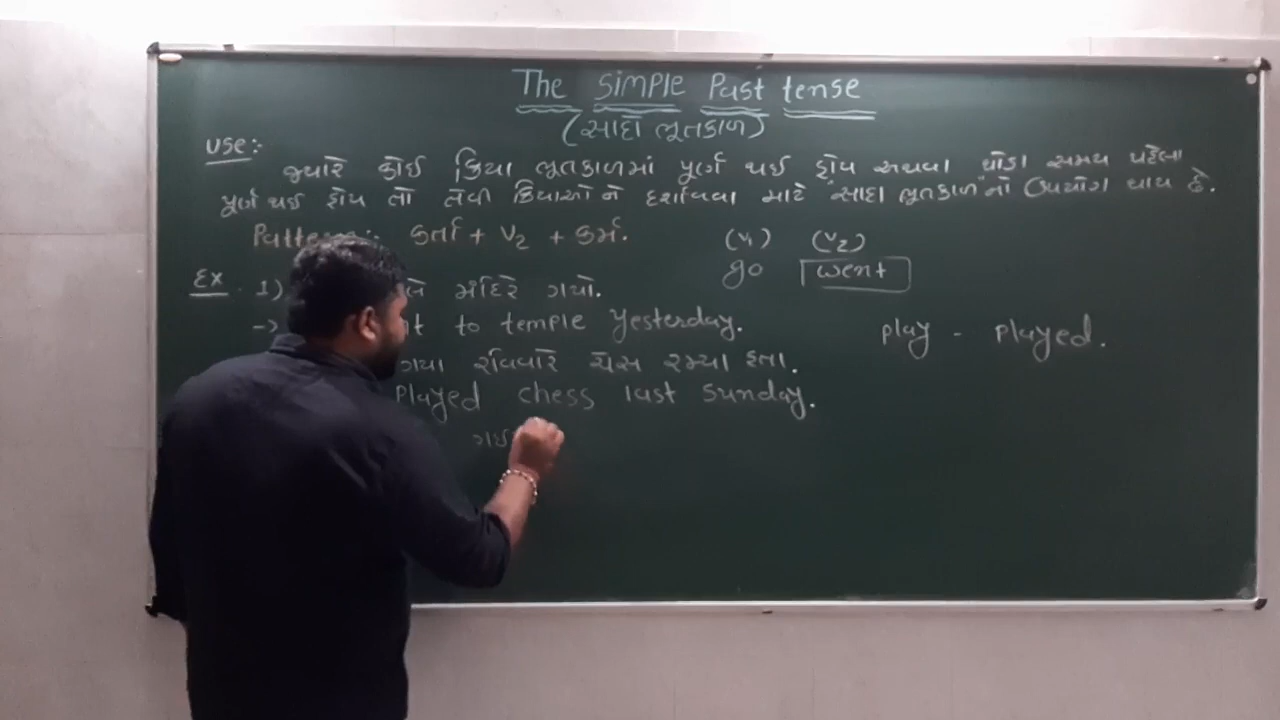 The Simple Past tense
(સાદો ભૂતકાળ)
Use:-
જ્યારે કોઈ ક્રિયા ભૂતકાળમાં પૂર્ણ થઈ હોય અથવા થોડા સમય પહેલા
પૂર્ણ થઈ હોય તો તેવી ક્રિયાઓને દર્શાવવા માટે "સાદા ભૂતકાળ"નો ઉપયોગ થાય છે.
Pattern:- કર્તા + V2 + કર્મ.
(V1) (V2)
go went
Ex. 1) મંદિરે ગયો.
-> to temple yesterday.
play - played.
ગયા રવિવારે ચેસ રમ્યા હતા.
Played chess last sunday.